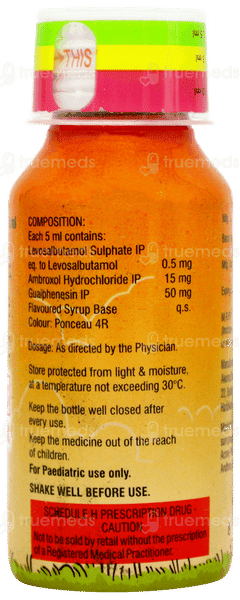 THIS
COMPOSITION:
Each 5 ml contains:
Levosalbutamol Sulphate IP
eq. to Levosalbutamol 0.5 mg
Ambroxol Hydrochloride IP 15 mg
Guaiphenesin IP 50 mg
Flavoured Syrup Base q.s.
Colour: Ponceau 4R
Dosage: As directed by the Physician.
Store protected from light & moisture,
at a temperature not exceeding 30°C.
Keep the bottle well closed after
every use.
Keep the medicine out of the reach
of children.
For Paediatric use only.
SHAKE WELL BEFORE USE.
SCHEDULE H PRESCRIPTION DRUG
CAUTION
Not to be sold by retail without the prescription
of a Registered Medical Practitioner.
truemeds